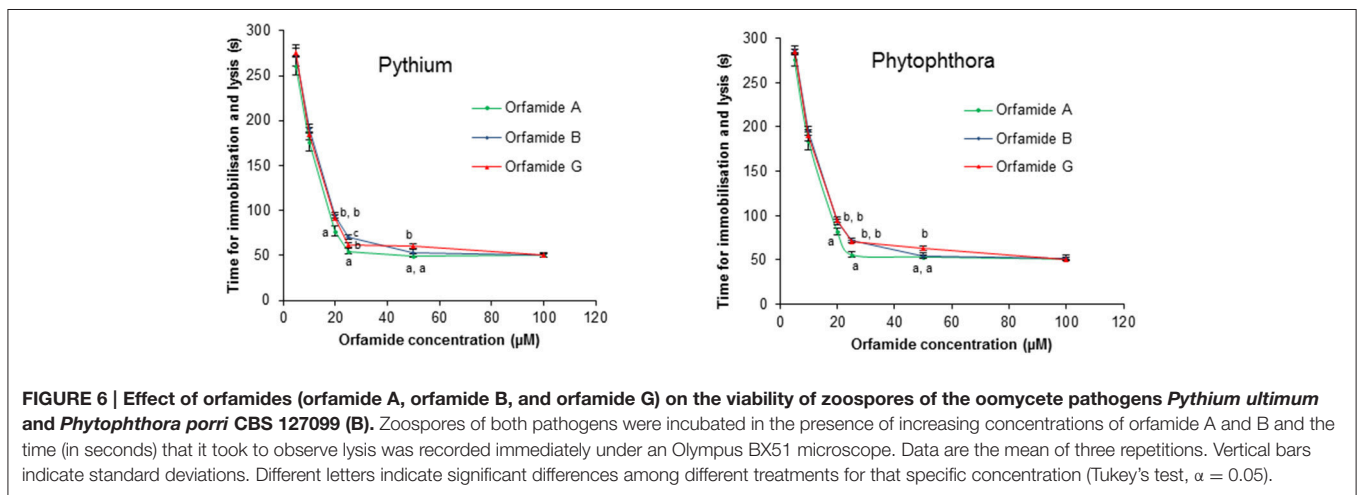 Time for immobilisation and lysis (s)
300
250
200
150
100
50
0
Pythium
Orfamide A
Orfamide B
Orfamide G
b, b
a
c
b
a
b
a, a
0 20 40 60 80 100 120
Orfamide concentration (µM)
Time for immobilisation and lysis (s)
300
250
200
150
100
50
0
Phytophthora
Orfamide A
Orfamide B
Orfamide G
b, b
a
b, b
a
b
a, a
0 20 40 60 80 100 120
Orfamide concentration (µM)
FIGURE 6 | Effect of orfamides (orfamide A, orfamide B, and orfamide G) on the viability of zoospores of the oomycete pathogens Pythium ultimum
and Phytophthora porri CBS 127099 (B). Zoospores of both pathogens were incubated in the presence of increasing concentrations of orfamide A and B and the
time (in seconds) that it took to observe lysis was recorded immediately under an Olympus BX51 microscope. Data are the mean of three repetitions. Vertical bars
indicate standard deviations. Different letters indicate significant differences among different treatments for that specific concentration (Tukey's test, α = 0.05).